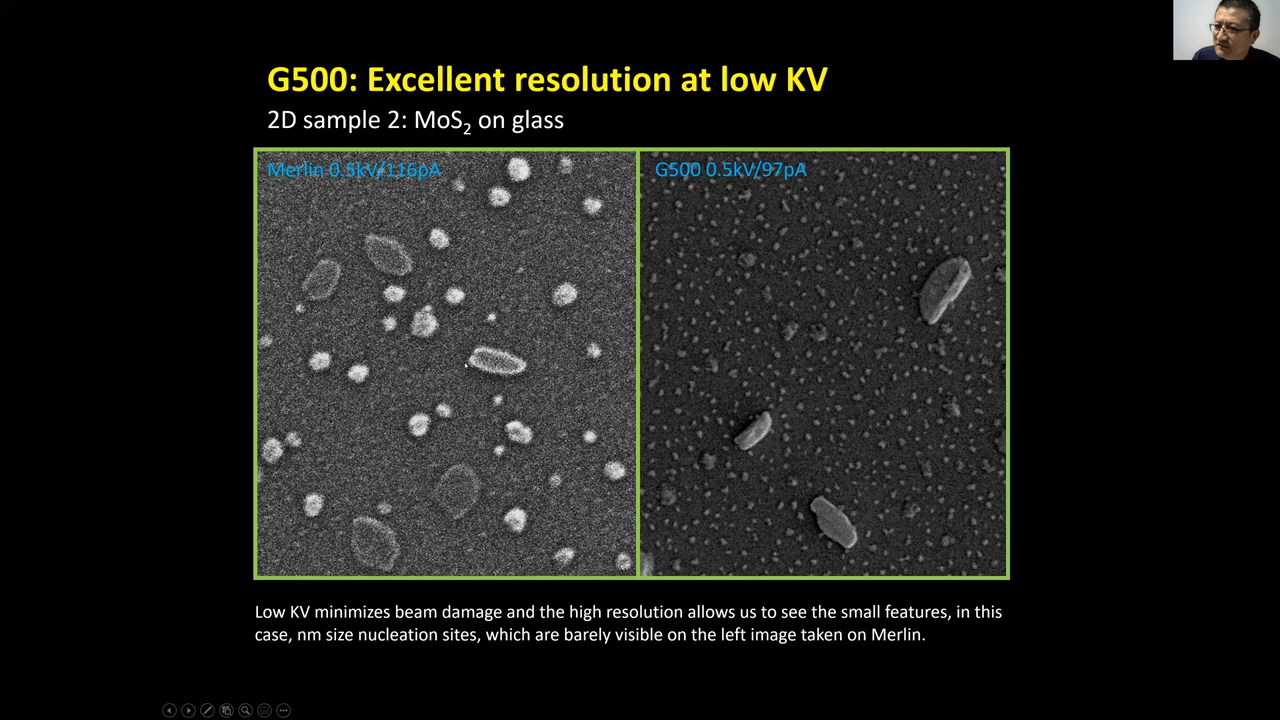 G500: Excellent resolution at low KV
2D sample 2: MoS₂ on glass
Merlin 0.5kV/116pA
G500 0.5kV/97pA
Low KV minimizes beam damage and the high resolution allows us to see the small features, in this
case, nm size nucleation sites, which are barely visible on the left image taken on Merlin.